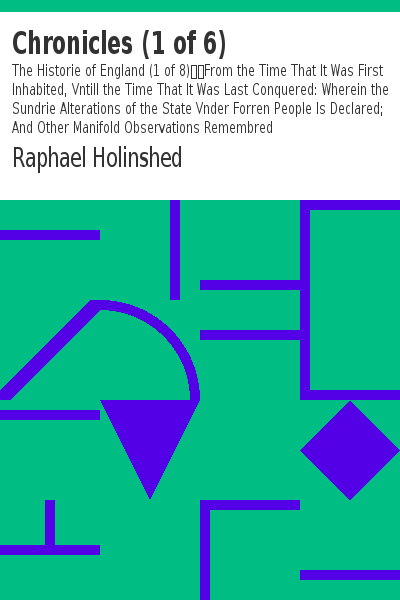 Chronicles (1 of 6)
The Historie of England (1 of 8)▯▯From the Time That It Was First
Inhabited, Vntill the Time That It Was Last Conquered: Wherein the
Sundrie Alterations of the State Vnder Forren People Is Declared;
And Other Manifold Observations Remembred
Raphael Holinshed